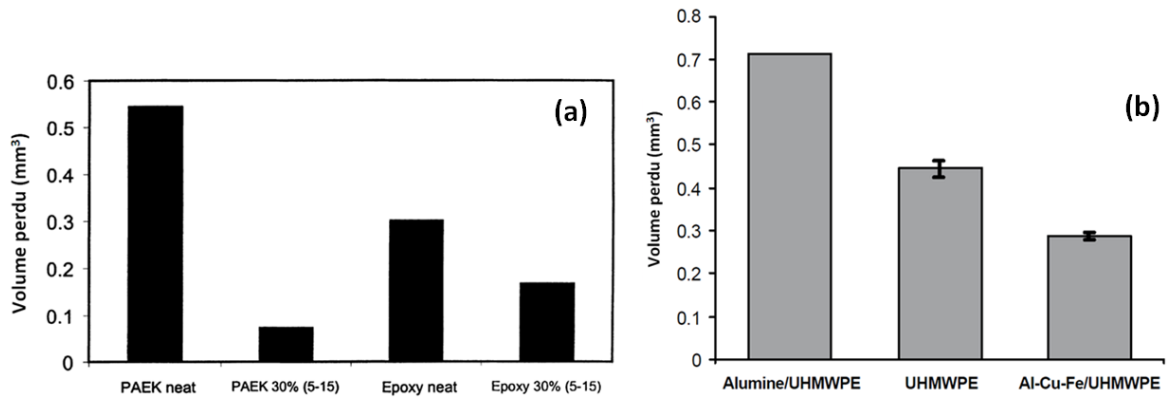 (a)
Volume perdu (mm³)
0.6
0.5
0.4
0.3
0.2
0.1
0
PAEK neat
PAEK 30% (5-15)
Epoxy neat
Epoxy 30% (5-15)
(b)
Volume perdu (mm³)
0.8
0.7
0.6
0.5
0.4
0.3
0.2
0.1
0
Alumine/UHMWPE
UHMWPE
Al-Cu-Fe/UHMWPE